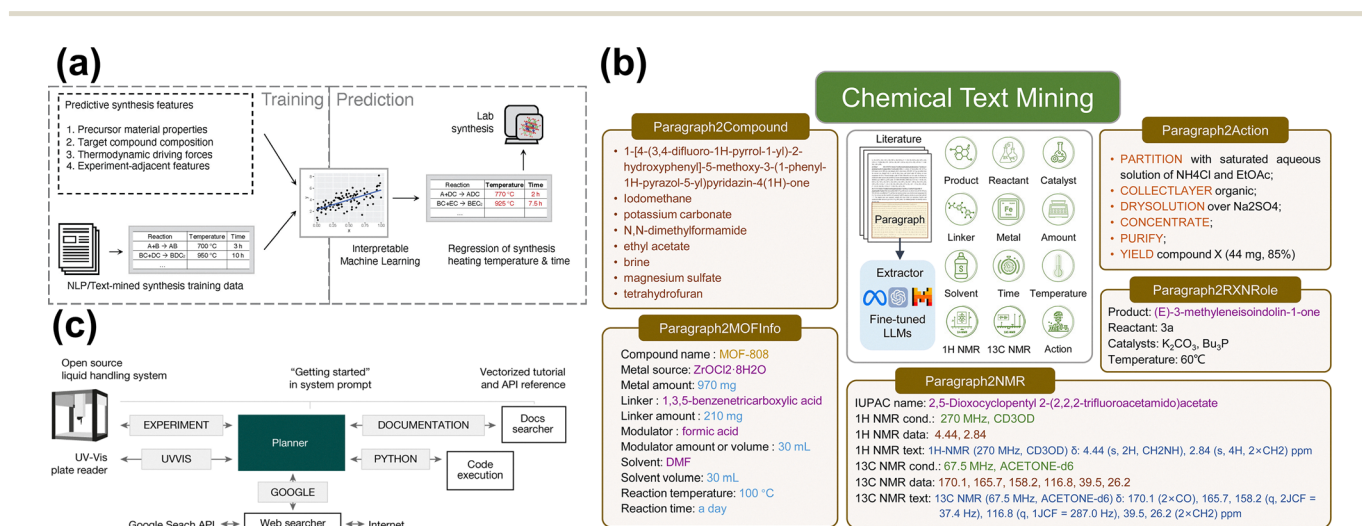 (a)
Predictive synthesis features
1. Precursor material properties
2. Target compound composition
3. Thermodynamic driving forces
4. Experiment-adjacent features
Training
Prediction
Lab
synthesis
Reaction Temperature Time
A+DC → ADC 770 °C 2 h
BC+EC → BEC₂ 925 °C 7.5 h
...
Interpretable
Machine Learning
Regression of synthesis
heating temperature & time
Reaction Temperature Time
A+B → AB 700 °C 3 h
BC+DC → BDC₂ 950 °C 10 h
...
NLP/Text-mined synthesis training data
(b)
Chemical Text Mining
Paragraph2Compound
• 1-[4-(3,4-difluoro-1H-pyrrol-1-yl)-2-
hydroxyphenyl]-5-methoxy-3-(1-phenyl-
1H-pyrazol-5-yl)pyridazin-4(1H)-one
• Iodomethane
• potassium carbonate
• N,N-dimethylformamide
• ethyl acetate
• brine
• magnesium sulfate
• tetrahydrofuran
Literature
Paragraph
Extractor
Fine-tuned
LLMs
Product Reactant Catalyst
Fe
Linker Metal Amount
Solvent Time Temperature
1H NMR 13C NMR Action
Paragraph2Action
• PARTITION with saturated aqueous
solution of NH4Cl and EtOAc;
• COLLECTLAYER organic;
• DRYSOLUTION over Na2SO4;
• CONCENTRATE;
• PURIFY;
• YIELD compound X (44 mg, 85%)
Paragraph2RXNRole
Product: (E)-3-methyleneisoindolin-1-one
Reactant: 3a
Catalysts: K₂CO₃, Bu₃P
Temperature: 60℃
Paragraph2MOFInfo
Compound name : MOF-808
Metal source: ZrOCl2·8H2O
Metal amount: 970 mg
Linker : 1,3,5-benzenetricarboxylic acid
Linker amount : 210 mg
Modulator : formic acid
Modulator amount or volume : 30 mL
Solvent: DMF
Solvent volume: 30 mL
Reaction temperature: 100 °C
Reaction time: a day
Paragraph2NMR
IUPAC name: 2,5-Dioxocyclopentyl 2-(2,2,2-trifluoroacetamido)acetate
1H NMR cond.: 270 MHz, CD3OD
1H NMR data: 4.44, 2.84
1H NMR text: 1H-NMR (270 MHz, CD3OD) δ: 4.44 (s, 2H, CH2NH), 2.84 (s, 4H, 2×CH2) ppm
13C NMR cond.: 67.5 MHz, ACETONE-d6
13C NMR data: 170.1, 165.7, 158.2, 116.8, 39.5, 26.2
13C NMR text: 13C NMR (67.5 MHz, ACETONE-d6) δ: 170.1 (2×CO), 165.7, 158.2 (q, 2JCF =
37.4 Hz), 116.8 (q, 1JCF = 287.0 Hz), 39.5, 26.2 (2×CH2) ppm
(c)
Open source
liquid handling system
"Getting started"
in system prompt
Vectorized tutorial
and API reference
EXPERIMENT
Planner
DOCUMENTATION
Docs
searcher
UV-Vis
plate reader
UVVIS
PYTHON
Code
execution
GOOGLE
Google Seach API
Web searcher
Internet